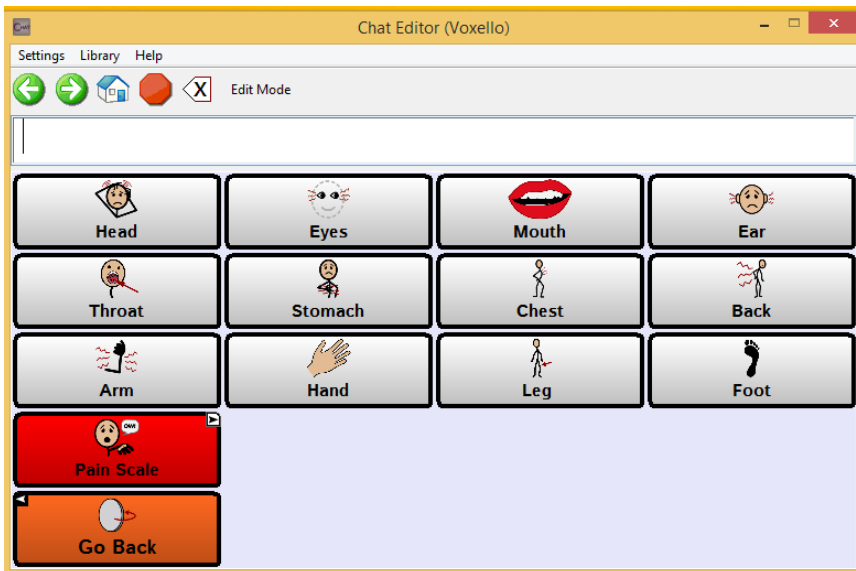 Chat Editor (Voxello)
Settings Library Help
X Edit Mode
Head Eyes Mouth Ear
Throat Stomach Chest Back
Arm Hand Leg Foot
OW!
Pain Scale
Go Back